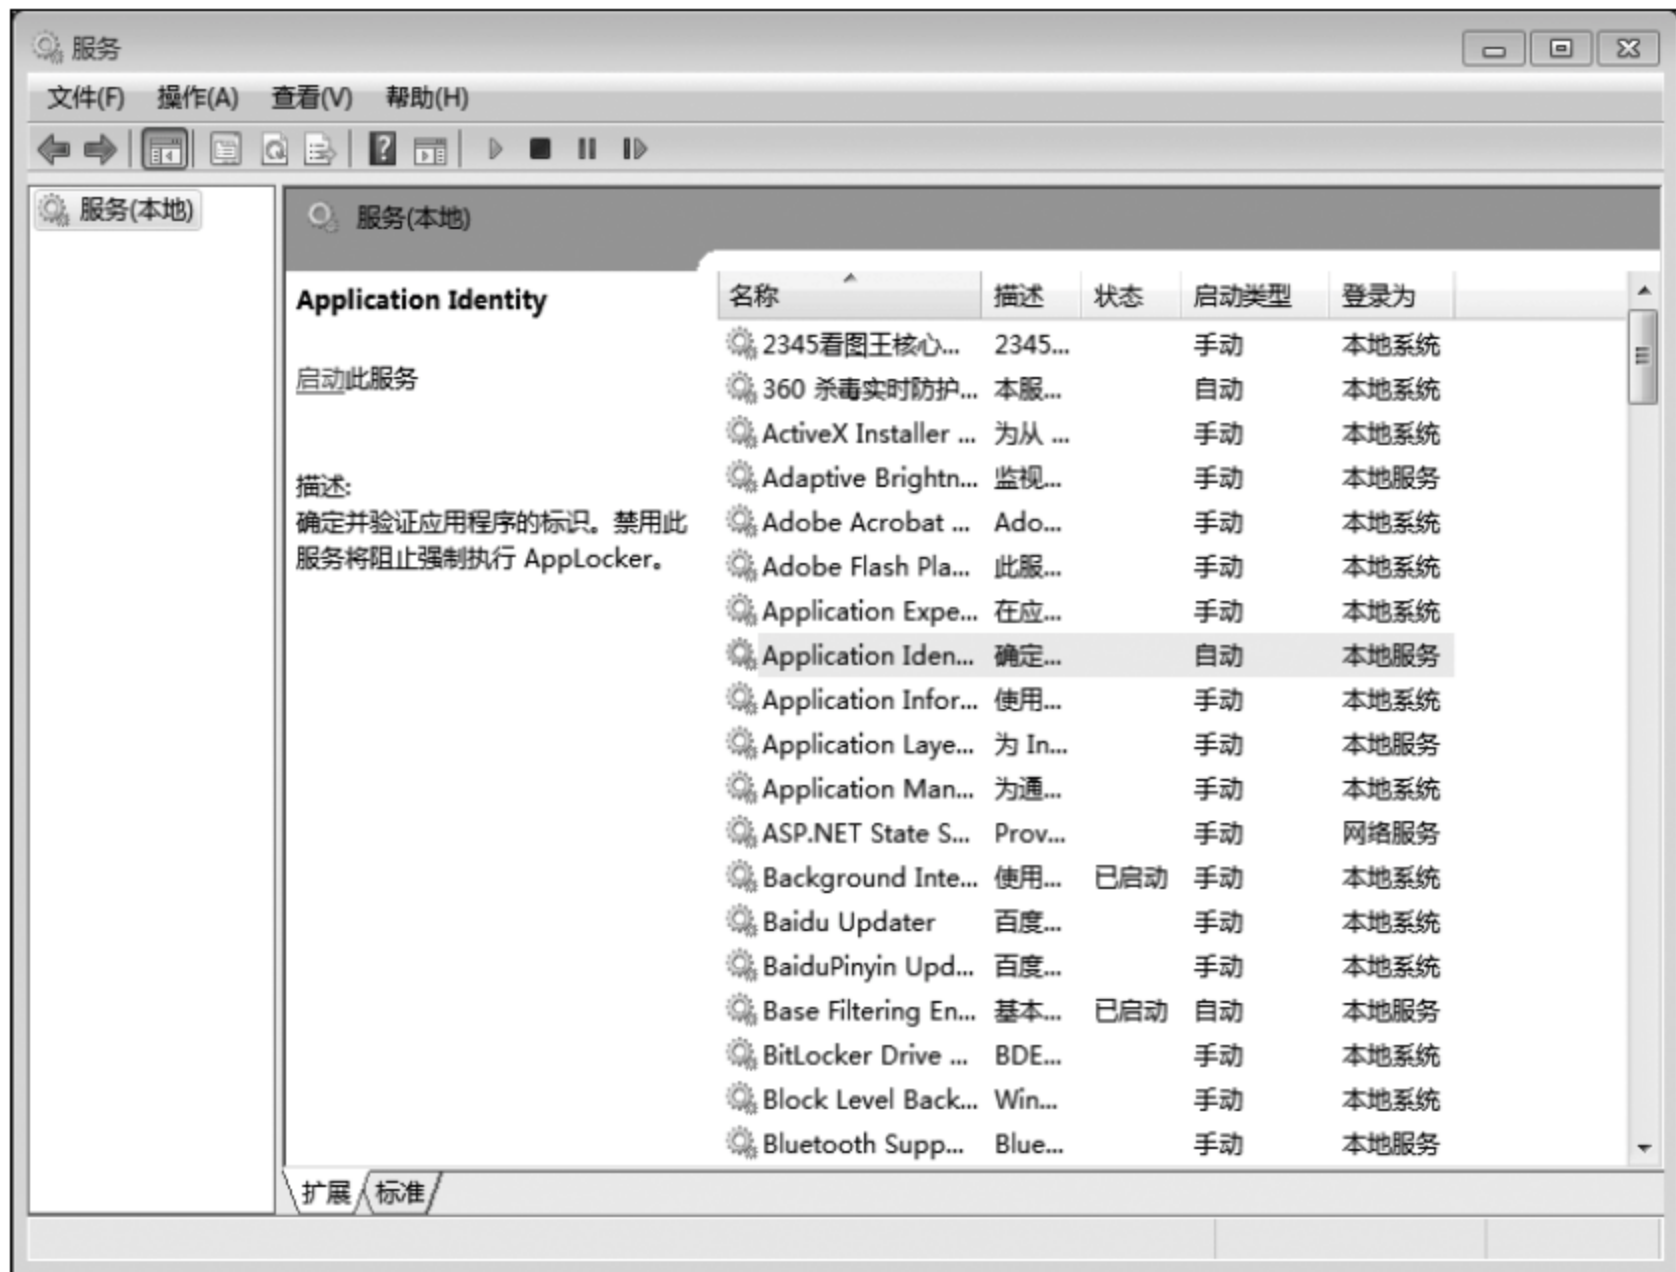 服务
文件(F) 操作(A) 查看(V) 帮助(H)
服务(本地)
服务(本地)
Application Identity
启动此服务
描述:
确定并验证应用程序的标识。禁用此
服务将阻止强制执行 AppLocker。
名称 描述 状态 启动类型 登录为
2345看图王核心... 2345... 手动 本地系统
360 杀毒实时防护... 本服... 自动 本地系统
ActiveX Installer ... 为从 ... 手动 本地系统
Adaptive Brightn... 监视... 手动 本地服务
Adobe Acrobat ... Ado... 手动 本地系统
Adobe Flash Pla... 此服... 手动 本地系统
Application Expe... 在应... 手动 本地系统
Application Iden... 确定... 自动 本地服务
Application Infor... 使用... 手动 本地系统
Application Laye... 为 In... 手动 本地服务
Application Man... 为通... 手动 本地系统
ASP.NET State S... Prov... 手动 网络服务
Background Inte... 使用... 已启动 手动 本地系统
Baidu Updater 百度... 手动 本地系统
BaiduPinyin Upd... 百度... 手动 本地系统
Base Filtering En... 基本... 已启动 自动 本地服务
BitLocker Drive ... BDE... 手动 本地系统
Block Level Back... Win... 手动 本地系统
Bluetooth Supp... Blue... 手动 本地服务
扩展 标准